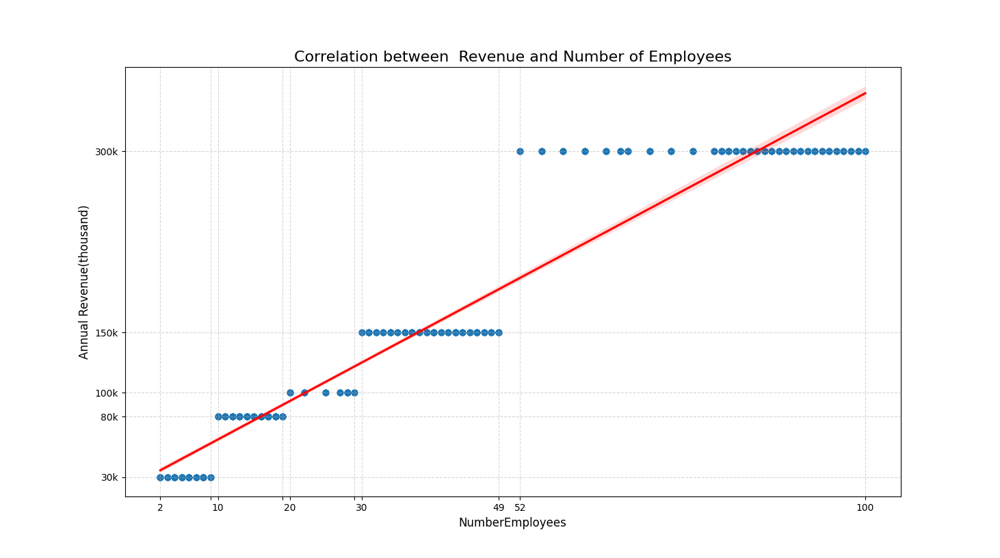 Correlation between  Revenue and Number of Employees
300k
150k
100k
80k
30k
Annual Revenue(thousand)
2 10 20 30 49 52 100
NumberEmployees